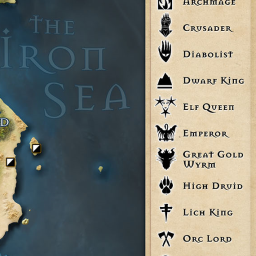 THE
IRON
SEA
D
ARCHMAGE
CRUSADER
DIABOLIST
DWARF KING
ELF QUEEN
EMPEROR
GREAT GOLD
WYRM
HIGH DRUID
LICH KING
ORC LORD